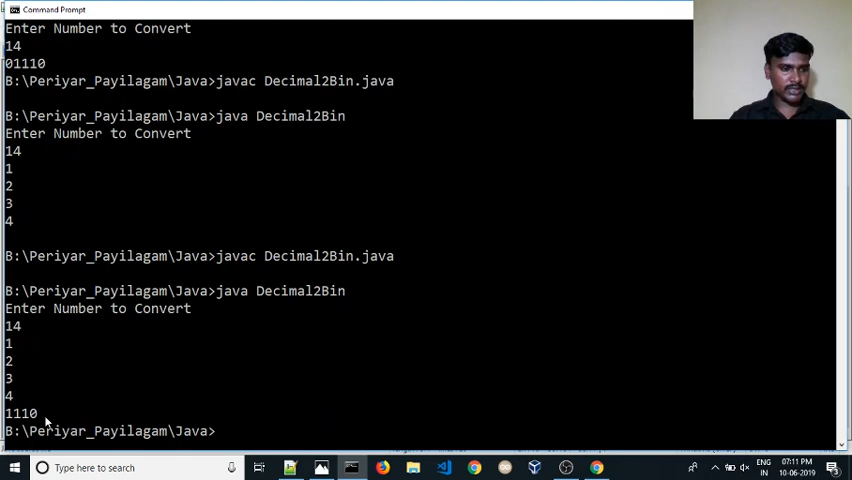 Command Prompt
Enter Number to Convert
14
01110
B:\Periyar_Payilagam\Java>javac Decimal2Bin.java
B:\Periyar_Payilagam\Java>java Decimal2Bin
Enter Number to Convert
14
1
2
3
4
B:\Periyar_Payilagam\Java>javac Decimal2Bin.java
B:\Periyar_Payilagam\Java>java Decimal2Bin
Enter Number to Convert
14
1
2
3
4
1110
B:\Periyar_Payilagam\Java>
Type here to search
ENG
IN
07:11 PM
10-06-2019
3